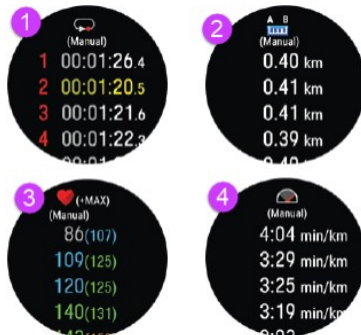 1
(Manual)
1 00:01:26.4
2 00:01:20.5
3 00:01:21.6
4 00:01:22.3
2
A B
(Manual)
0.40 km
0.41 km
0.41 km
0.39 km
3
(+MAX)
(Manual)
86(107)
109(125)
120(125)
140(131)
4
(Manual)
4:04 min/km
3:29 min/km
3:25 min/km
3:19 min/km